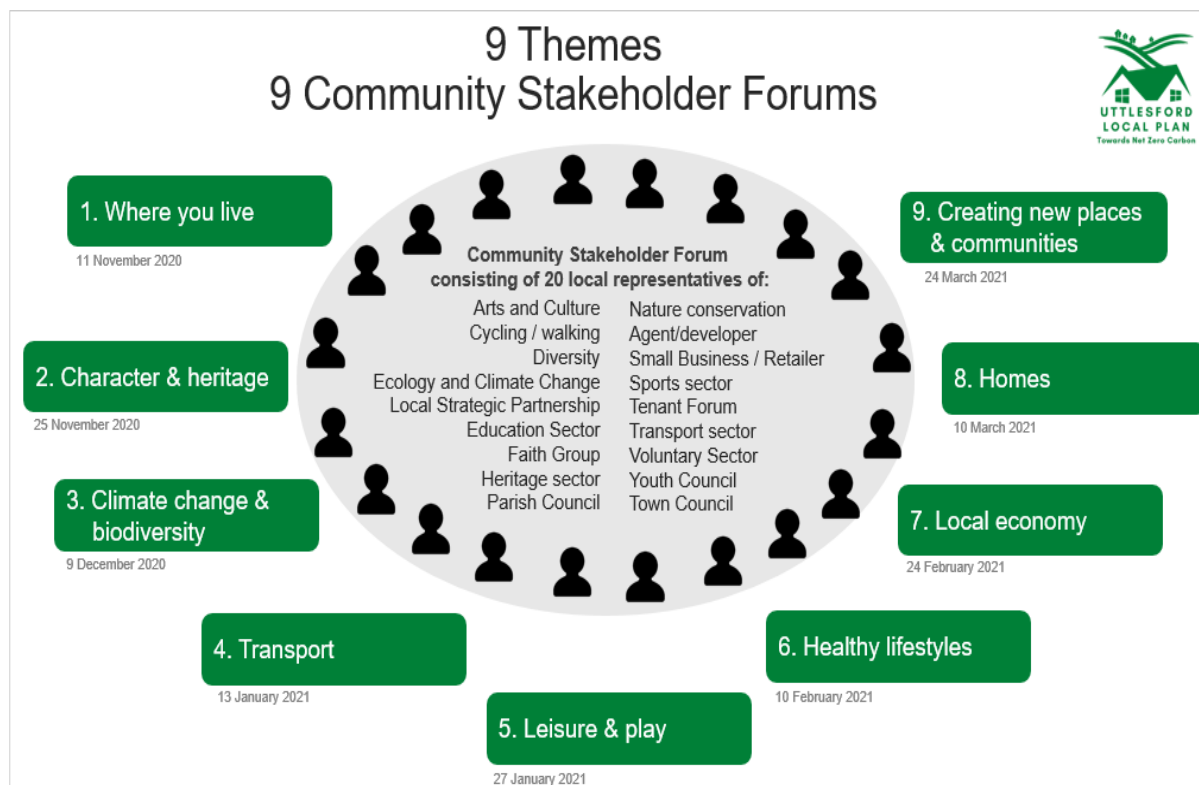 9 Themes
9 Community Stakeholder Forums
UTTLESFORD
LOCAL PLAN
Towards Net Zero Carbon
1. Where you live
11 November 2020
2. Character & heritage
25 November 2020
3. Climate change &
biodiversity
9 December 2020
4. Transport
13 January 2021
5. Leisure & play
27 January 2021
6. Healthy lifestyles
10 February 2021
7. Local economy
24 February 2021
8. Homes
10 March 2021
9. Creating new places
& communities
24 March 2021
Community Stakeholder Forum
consisting of 20 local representatives of:
Arts and Culture
Cycling / walking
Diversity
Ecology and Climate Change
Local Strategic Partnership
Education Sector
Faith Group
Heritage sector
Parish Council
Nature conservation
Agent/developer
Small Business / Retailer
Sports sector
Tenant Forum
Transport sector
Voluntary Sector
Youth Council
Town Council